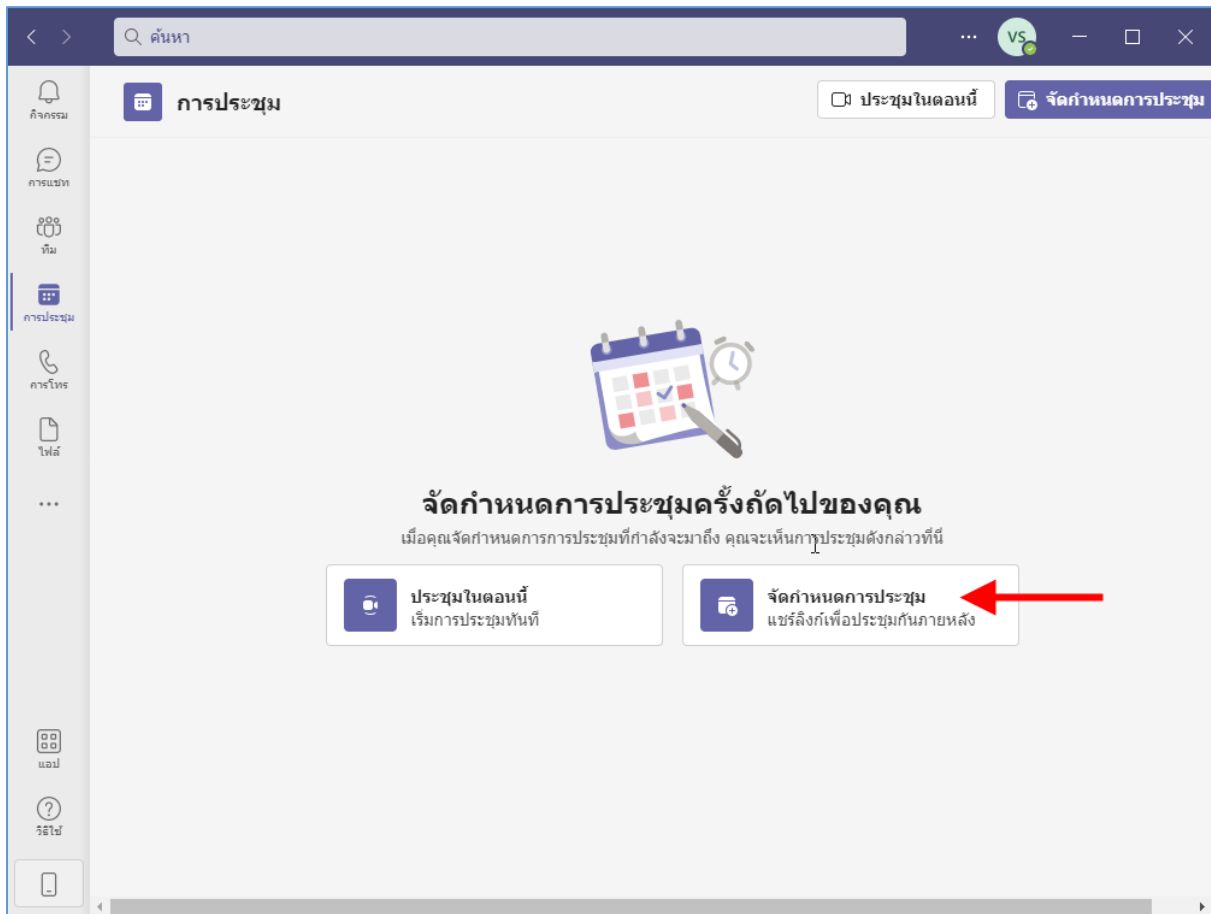 ค้นหา
VS
กิจกรรม
การประชุม
ประชุมในตอนนี้
จัดกำหนดการประชุม
การแชท
ทีม
การประชุม
การโทร
ไฟล์
จัดกำหนดการประชุมครั้งถัดไปของคุณ
เมื่อคุณจัดกำหนดการการประชุมที่กำลังจะมาถึง คุณจะเห็นการประชุมดังกล่าวที่นี่
ประชุมในตอนนี้
เริ่มการประชุมทันที
จัดกำหนดการประชุม
แชร์ลิงก์เพื่อประชุมกันภายหลัง
แอป
วิธีใช้